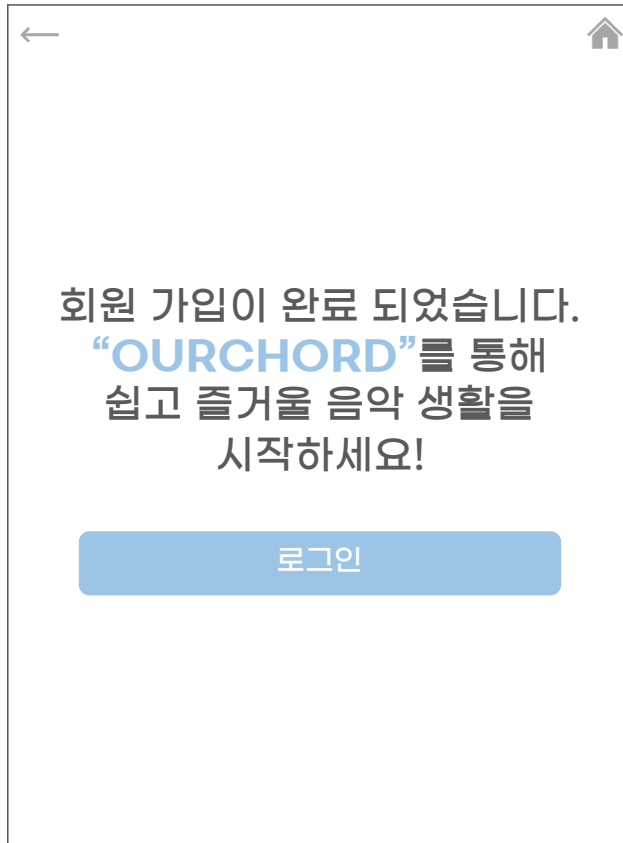 회원 가입이 완료 되었습니다.
“OURCHORD”를 통해
쉽고 즐거울 음악 생활을
시작하세요!
로그인